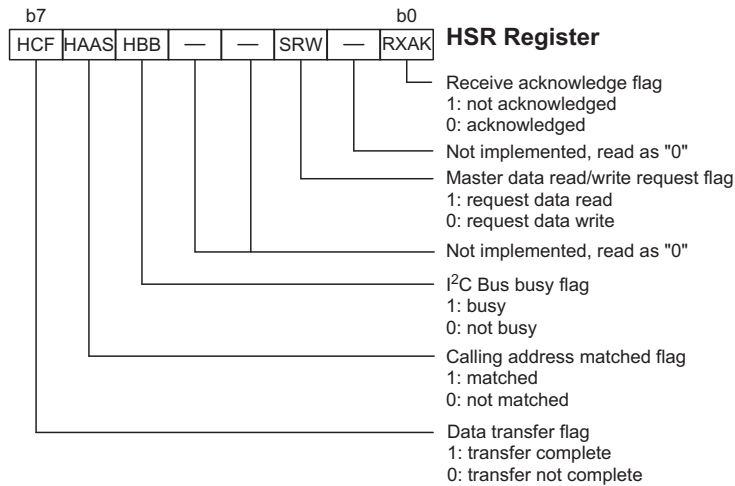 b7 b0
HCF HAAS HBB — — SRW — RXAK
HSR Register
Receive acknowledge flag
1: not acknowledged
0: acknowledged
Not implemented, read as "0"
Master data read/write request flag
1: request data read
0: request data write
Not implemented, read as "0"
I²C Bus busy flag
1: busy
0: not busy
Calling address matched flag
1: matched
0: not matched
Data transfer flag
1: transfer complete
0: transfer not complete